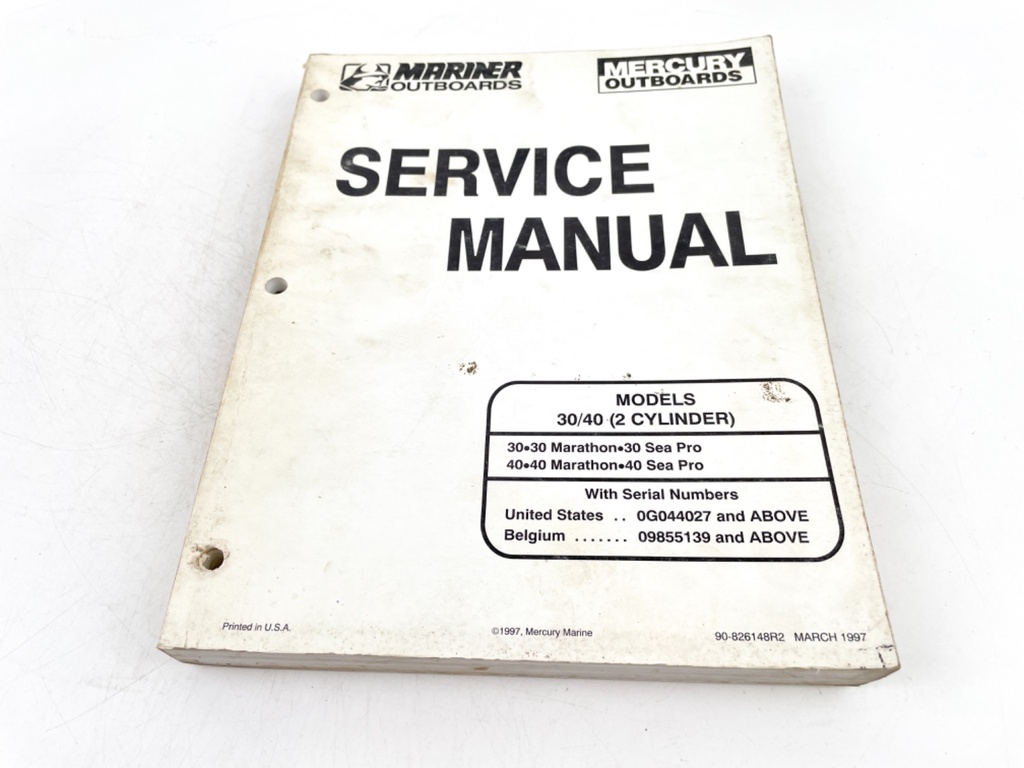 MARINER OUTBOARDS
MERCURY OUTBOARDS
SERVICE
MANUAL
MODELS
30/40 (2 CYLINDER)
30•30 Marathon•30 Sea Pro
40•40 Marathon•40 Sea Pro
With Serial Numbers
United States .. 0G044027 and ABOVE
Belgium ....... 09855139 and ABOVE
Printed in U.S.A.
©1997, Mercury Marine
90-826148R2 MARCH 1997